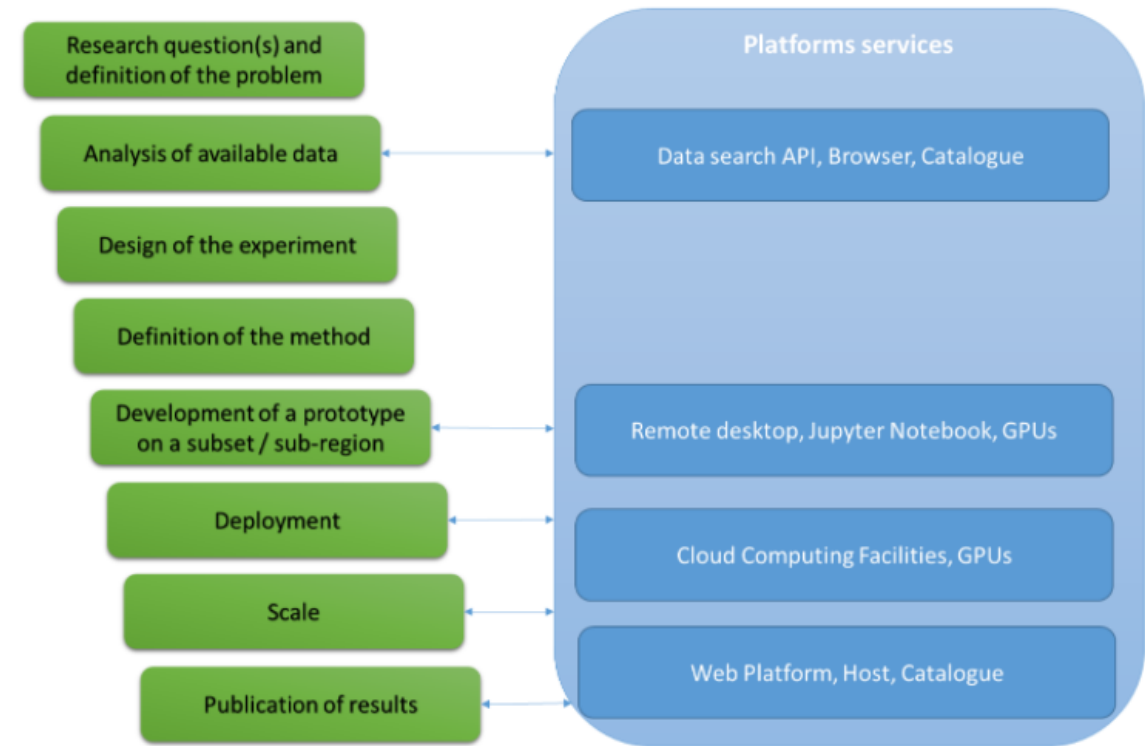 Research question(s) and
definition of the problem
Platforms services
Analysis of available data
Data search API, Browser, Catalogue
Design of the experiment
Definition of the method
Development of a prototype
on a subset / sub-region
Remote desktop, Jupyter Notebook, GPUs
Deployment
Cloud Computing Facilities, GPUs
Scale
Web Platform, Host, Catalogue
Publication of results